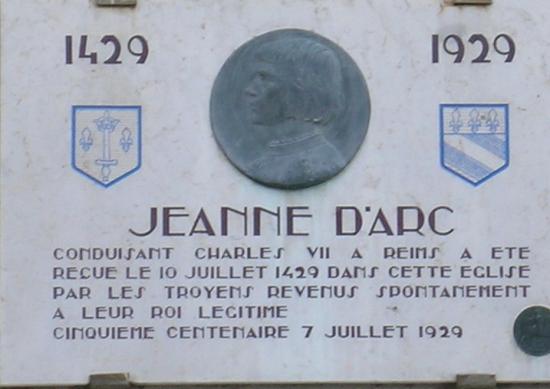 1429 1929
JEANNE D'ARC
CONDUISANT CHARLES VII A REIMS A ETE
REÇUE LE 10 JUILLET 1429 DANS CETTE EGLISE
PAR LES TROYENS REVENUS SPONTANEMENT
A LEUR ROI LEGITIME
CINQUIEME CENTENAIRE 7 JUILLET 1929